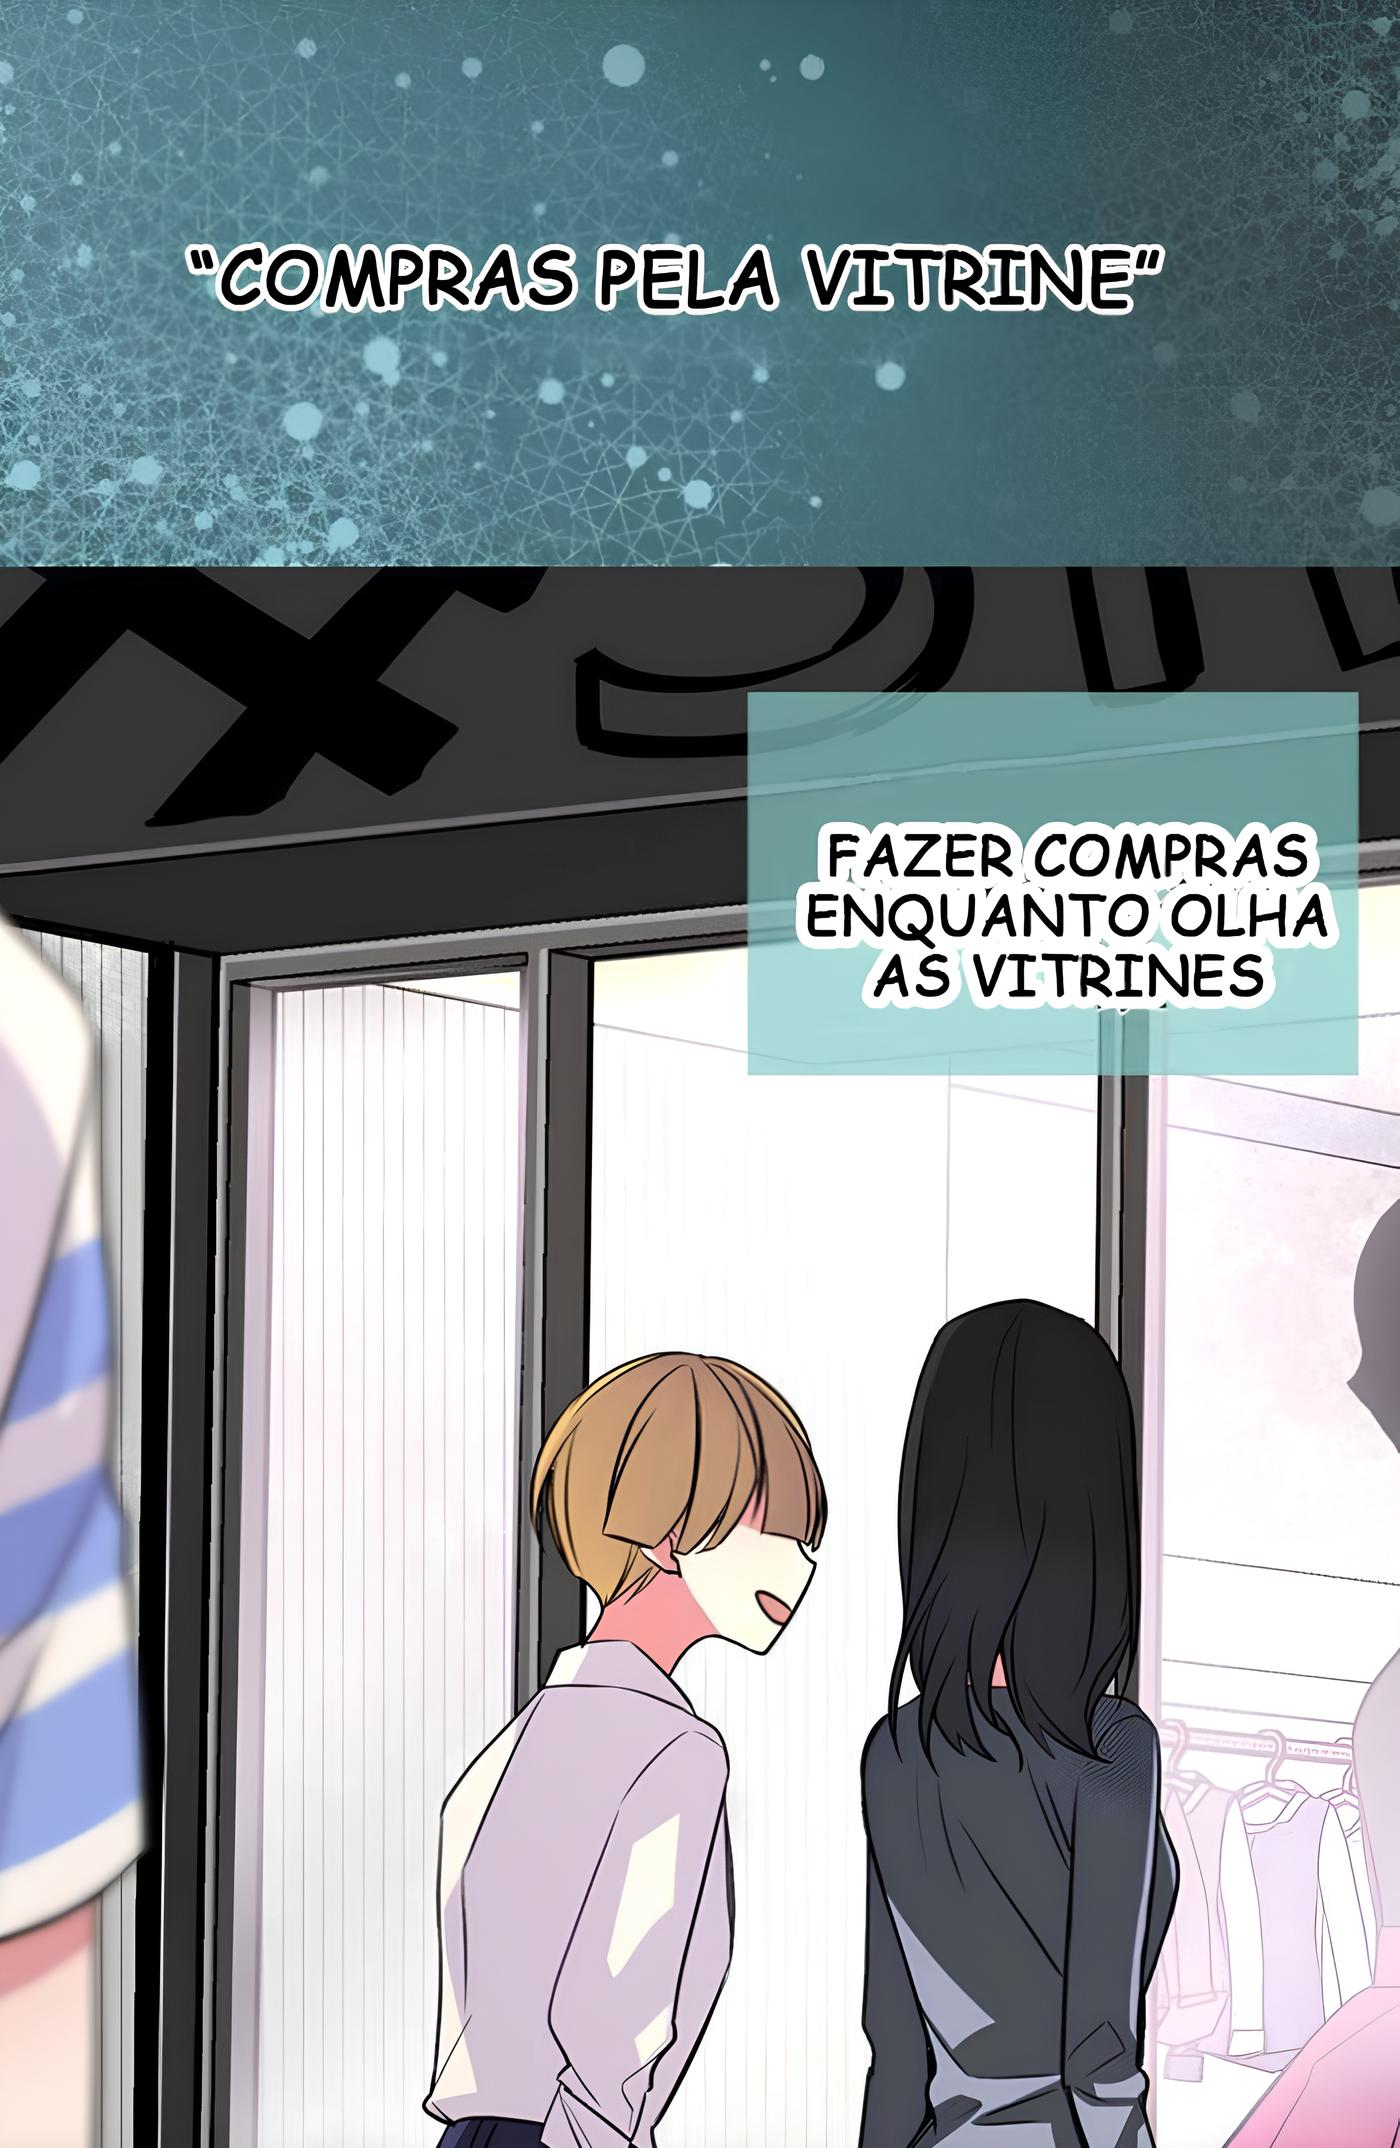 “COMPRAS PELA VITRINE”
FAZER COMPRAS
ENQUANTO OLHA
AS VITRINES